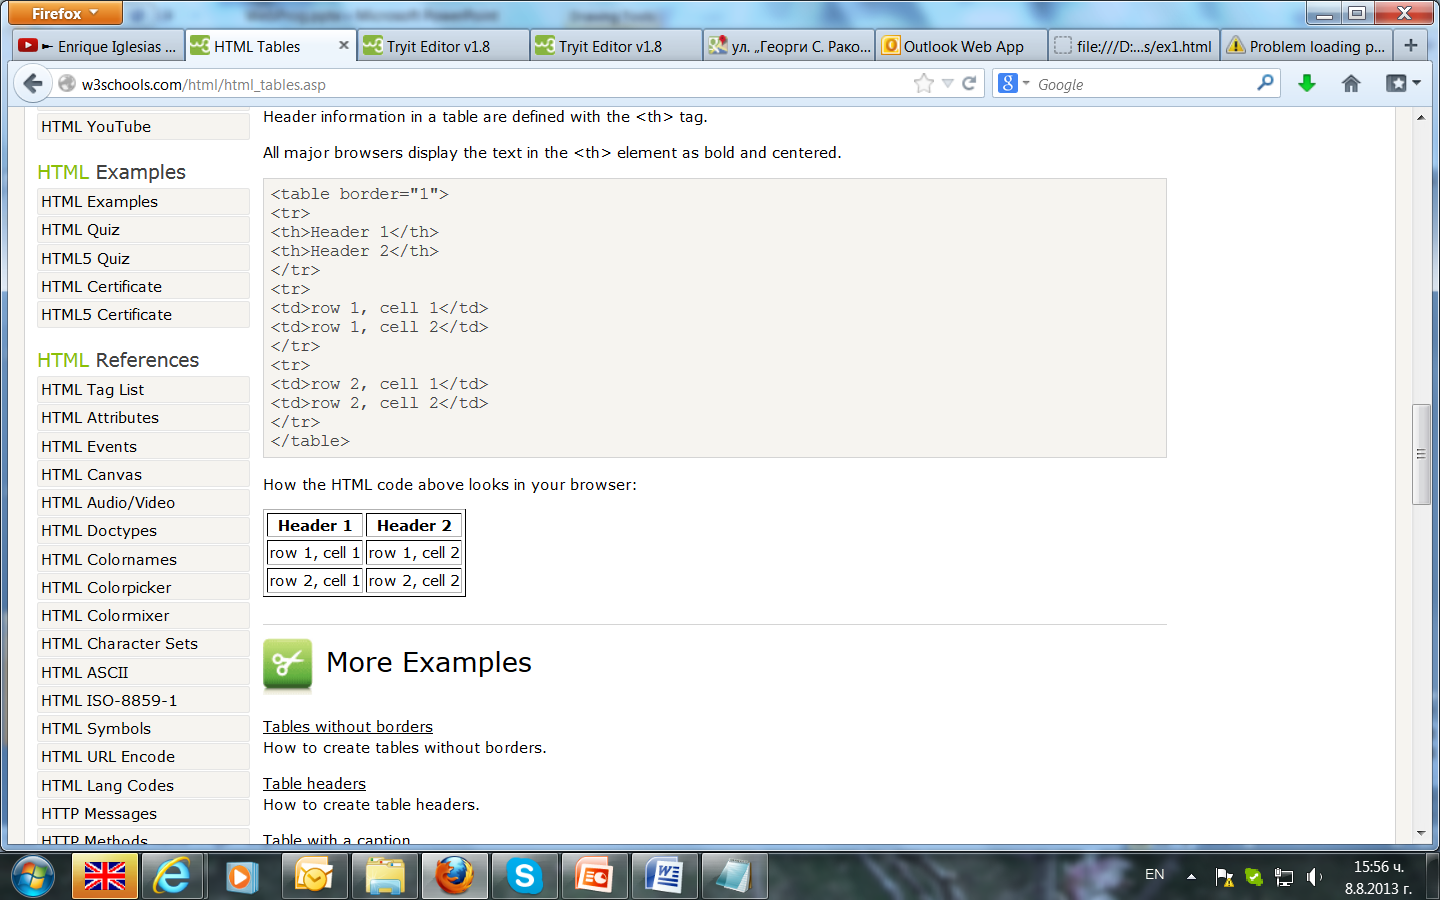 Firefox
Enrique Iglesias ...
HTML Tables
Tryit Editor v1.8
Tryit Editor v1.8
ул. „Георги С. Рако...
Outlook Web App
file:///D:...s/ex1.html
Problem loading p...
w3schools.com/html/html_tables.asp
Google
HTML YouTube
HTML Examples
HTML Examples
HTML Quiz
HTML5 Quiz
HTML Certificate
HTML5 Certificate
HTML References
HTML Tag List
HTML Attributes
HTML Events
HTML Canvas
HTML Audio/Video
HTML Doctypes
HTML Colornames
HTML Colorpicker
HTML Colormixer
HTML Character Sets
HTML ASCII
HTML ISO-8859-1
HTML Symbols
HTML URL Encode
HTML Lang Codes
HTTP Messages
HTTP Methods
Header information in a table are defined with the <th> tag.
All major browsers display the text in the <th> element as bold and centered.
<table border="1">
<tr>
<th>Header 1</th>
<th>Header 2</th>
</tr>
<tr>
<td>row 1, cell 1</td>
<td>row 1, cell 2</td>
</tr>
<tr>
<td>row 2, cell 1</td>
<td>row 2, cell 2</td>
</tr>
</table>
How the HTML code above looks in your browser:
Header 1 Header 2
row 1, cell 1 row 1, cell 2
row 2, cell 1 row 2, cell 2
More Examples
Tables without borders
How to create tables without borders.
Table headers
How to create table headers.
Table with a caption
EN
15:56 ч.
8.8.2013 г.